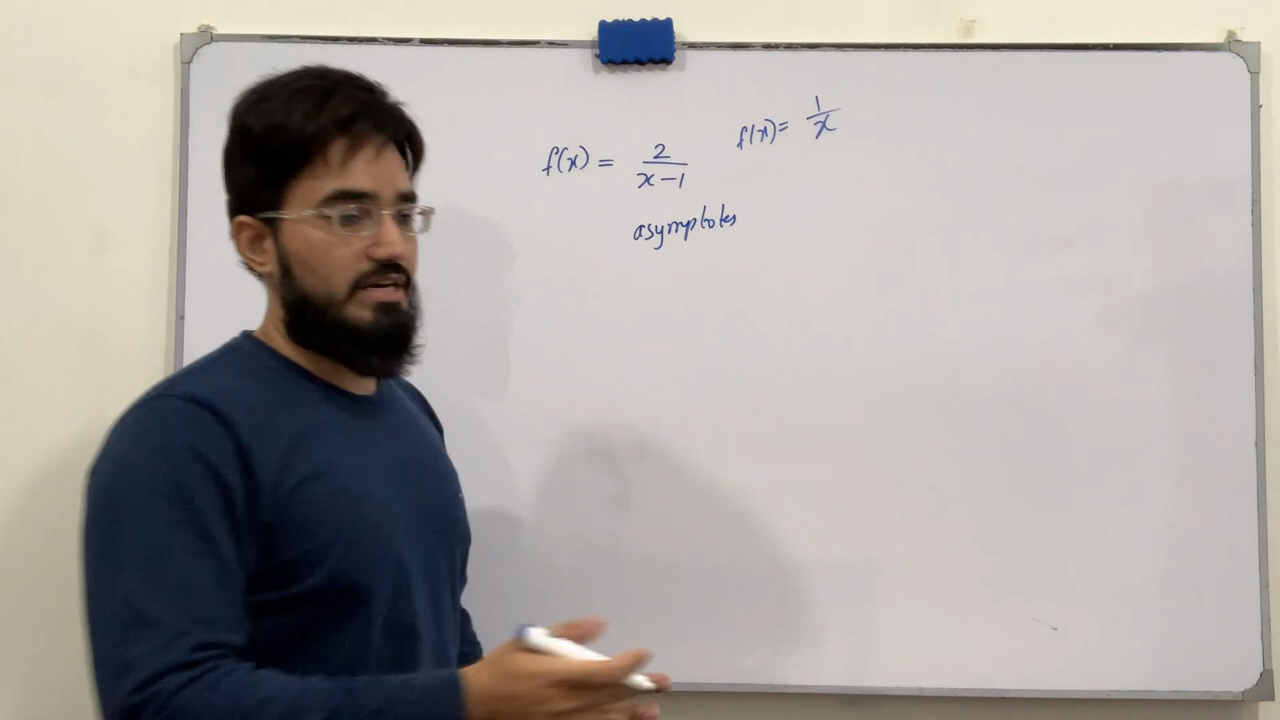 f(x) = 2/(x-1)
f(x) = 1/x
asymptotes